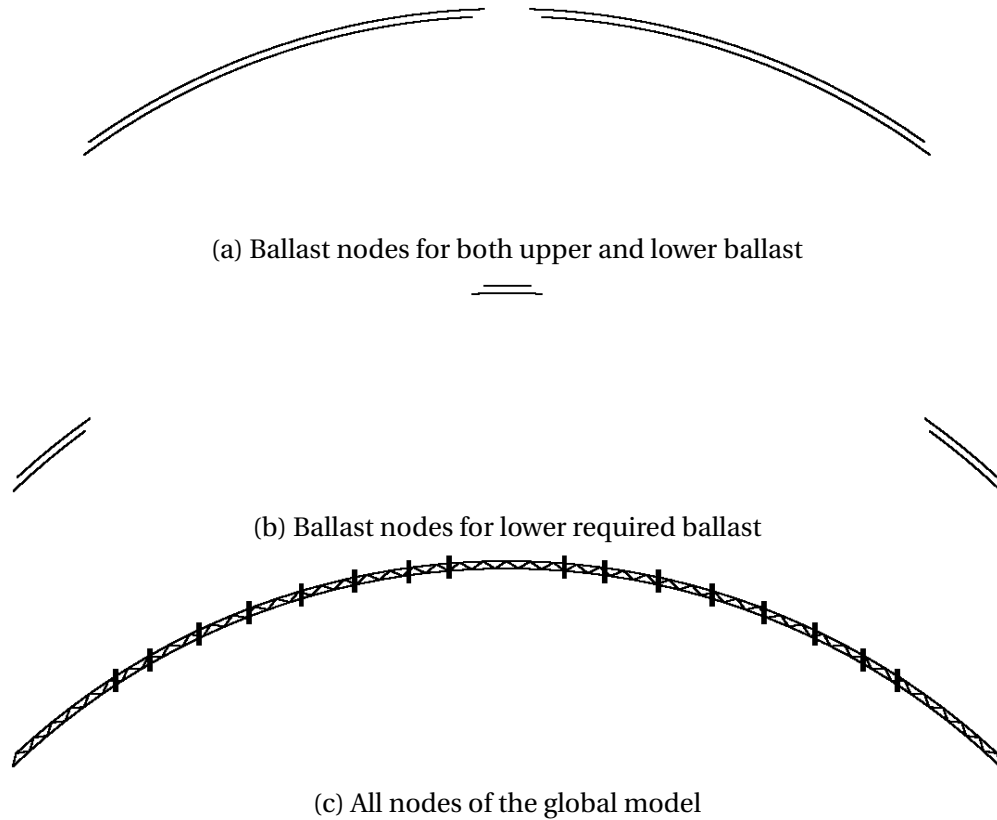 (a) Ballast nodes for both upper and lower ballast
(b) Ballast nodes for lower required ballast
(c) All nodes of the global model